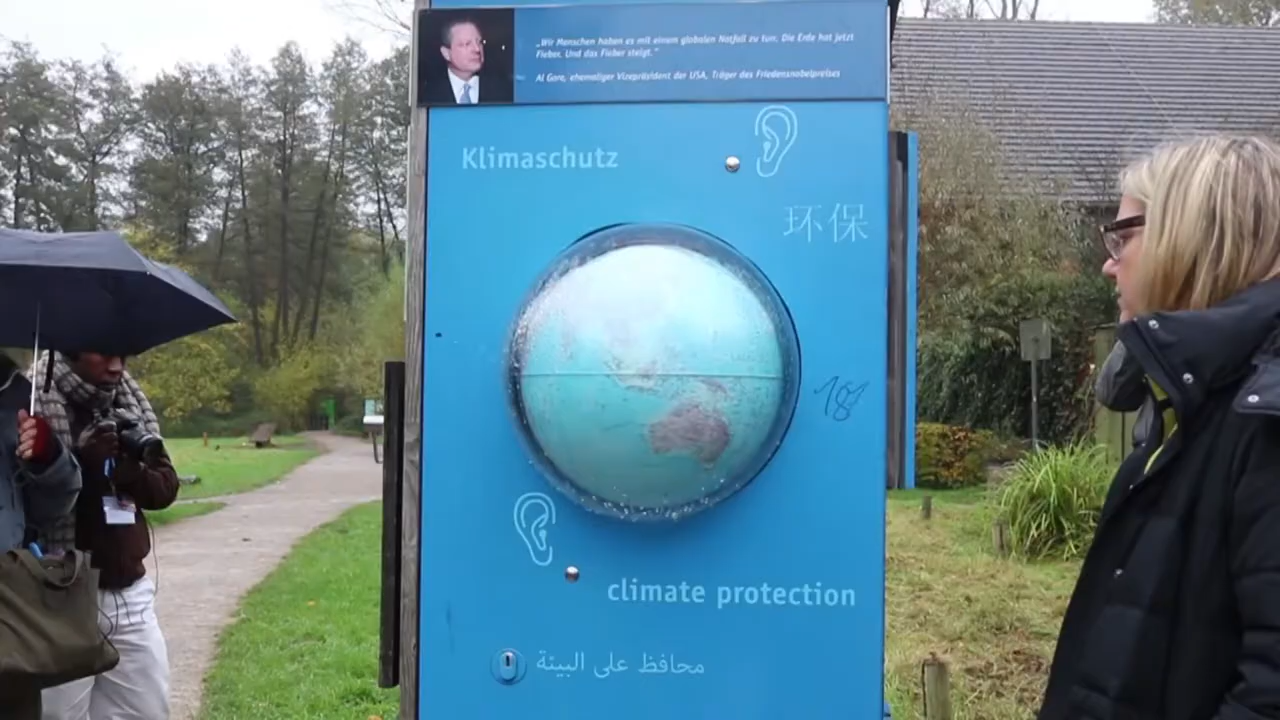 „Wir Menschen haben es mit einem globalen Notfall zu tun. Die Erde hat jetzt
Fieber. Und das Fieber steigt."
Al Gore, ehemaliger Vizepräsident der USA, Träger des Friedensnobelpreises
Klimaschutz
环保
181
climate protection
محافظ على البيئة